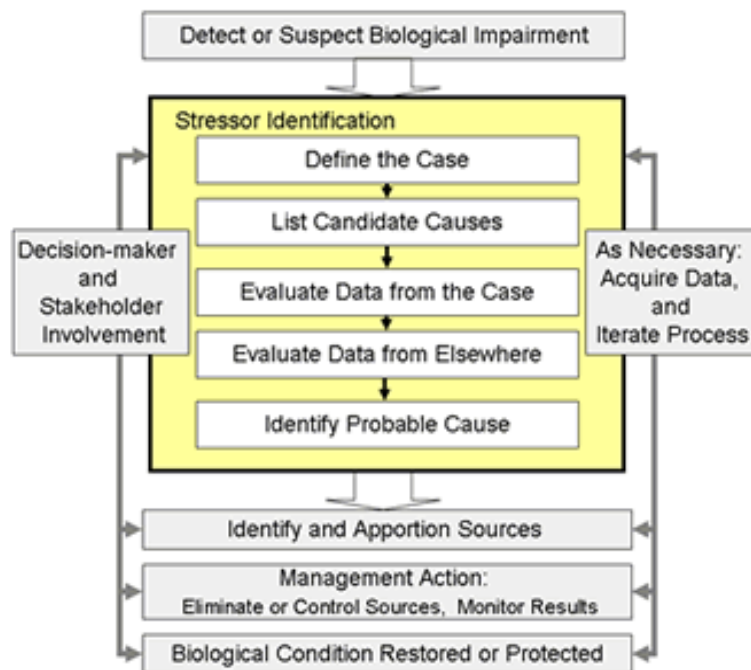 Detect or Suspect Biological Impairment
Stressor Identification
Define the Case
List Candidate Causes
Evaluate Data from the Case
Evaluate Data from Elsewhere
Identify Probable Cause
Decision-maker
and
Stakeholder
Involvement
As Necessary:
Acquire Data,
and
Iterate Process
Identify and Apportion Sources
Management Action:
Eliminate or Control Sources, Monitor Results
Biological Condition Restored or Protected